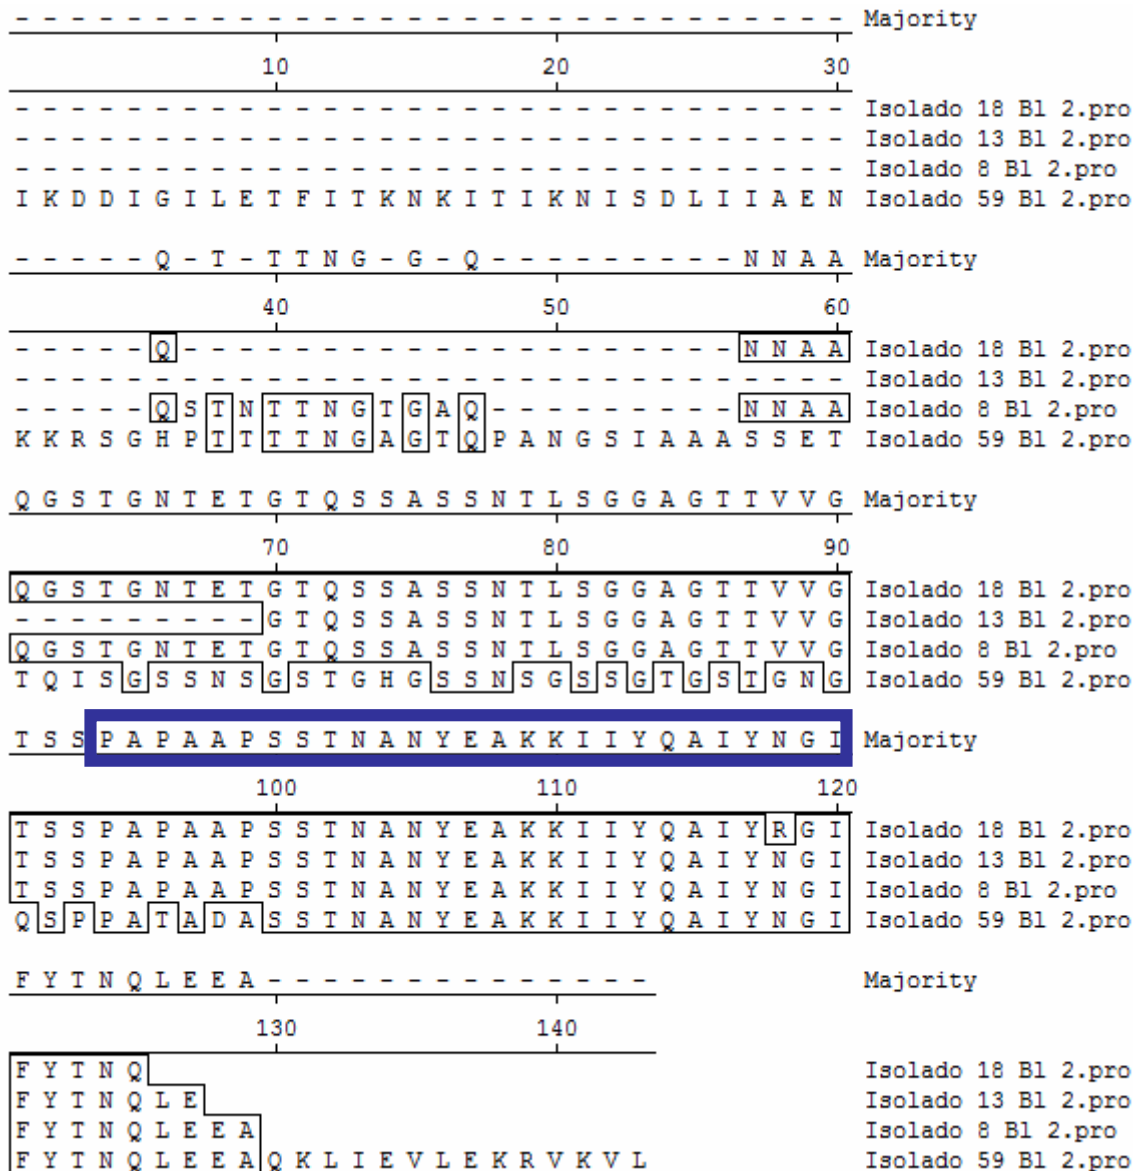 - - - - - - - - - - - - - - - - - - - - - - - - - - - - - - Majority
10 20 30
- - - - - - - - - - - - - - - - - - - - - - - - - - - - - - Isolado 18 Bl 2.pro
- - - - - - - - - - - - - - - - - - - - - - - - - - - - - - Isolado 13 Bl 2.pro
- - - - - - - - - - - - - - - - - - - - - - - - - - - - - - Isolado 8 Bl 2.pro
I K D D I G I L E T F I T K N K I T I K N I S D L I I A E N Isolado 59 Bl 2.pro
- - - - - Q - T - T T N G - G - Q - - - - - - - - - N N A A Majority
40 50 60
- - - - - Q - - - - - - - - - - - - - - - - - - - - N N A A Isolado 18 Bl 2.pro
- - - - - - - - - - - - - - - - - - - - - - - - - - - - - - Isolado 13 Bl 2.pro
- - - - - Q S T N T T N G T G A Q - - - - - - - - - N N A A Isolado 8 Bl 2.pro
K K R S G H P T T T T N G A G T Q P A N G S I A A A S S E T Isolado 59 Bl 2.pro
Q G S T G N T E T G T Q S S A S S N T L S G G A G T T V V G Majority
70 80 90
Q G S T G N T E T G T Q S S A S S N T L S G G A G T T V V G Isolado 18 Bl 2.pro
- - - - - - - - - G T Q S S A S S N T L S G G A G T T V V G Isolado 13 Bl 2.pro
Q G S T G N T E T G T Q S S A S S N T L S G G A G T T V V G Isolado 8 Bl 2.pro
T Q I S G S S N S G S T G H G S S N S G S S G T G S T G N G Isolado 59 Bl 2.pro
T S S P A P A A P S S T N A N Y E A K K I I Y Q A I Y N G I Majority
100 110 120
T S S P A P A A P S S T N A N Y E A K K I I Y Q A I Y R G I Isolado 18 Bl 2.pro
T S S P A P A A P S S T N A N Y E A K K I I Y Q A I Y N G I Isolado 13 Bl 2.pro
T S S P A P A A P S S T N A N Y E A K K I I Y Q A I Y N G I Isolado 8 Bl 2.pro
Q S P P A T A D A S S T N A N Y E A K K I I Y Q A I Y N G I Isolado 59 Bl 2.pro
F Y T N Q L E E A - - - - - - - - - - - - - - Majority
130 140
F Y T N Q Isolado 18 Bl 2.pro
F Y T N Q L E Isolado 13 Bl 2.pro
F Y T N Q L E E A Isolado 8 Bl 2.pro
F Y T N Q L E E A Q K L I E V L E K R V K V L Isolado 59 Bl 2.pro